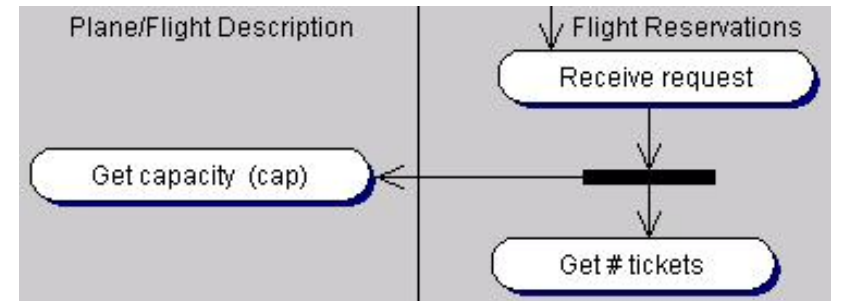 Plane/Flight Description
Flight Reservations
Receive request
Get capacity (cap)
Get # tickets